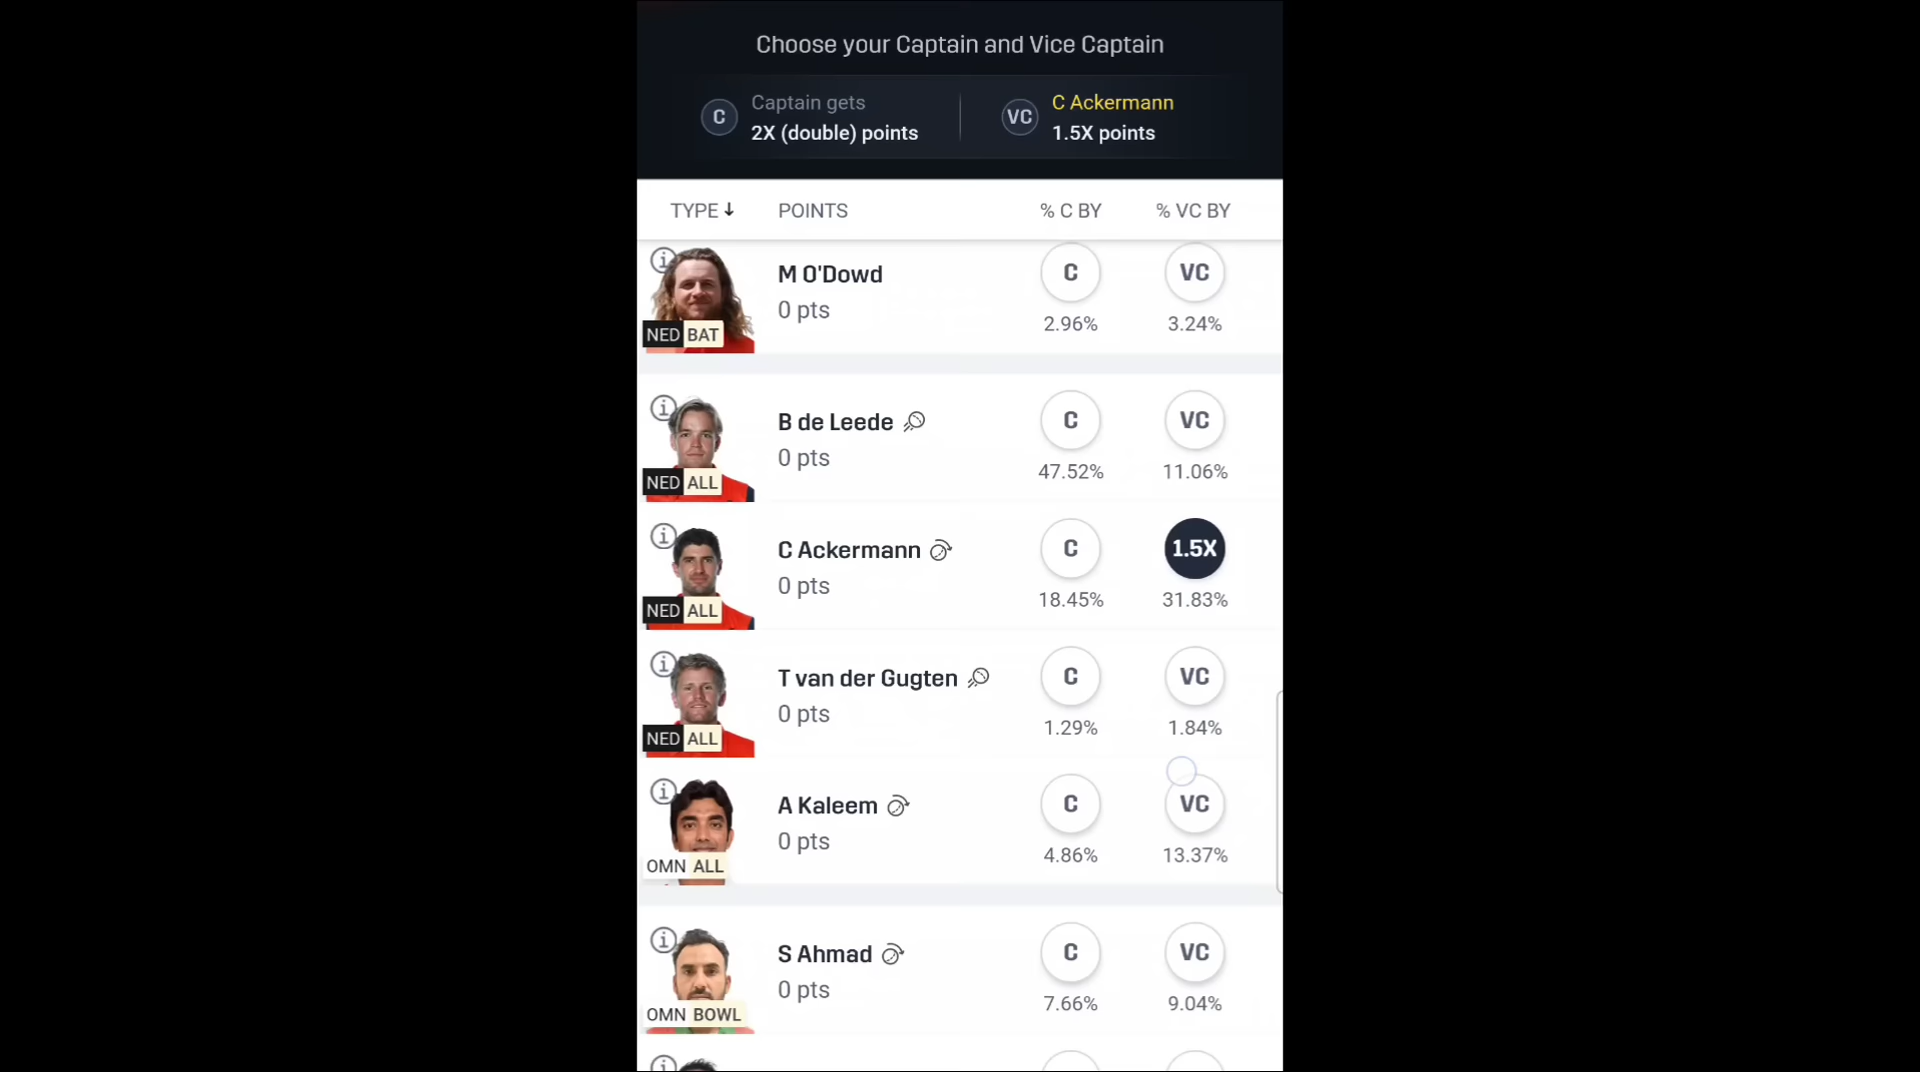 Choose your Captain and Vice Captain
C
Captain gets
2X (double) points
VC
C Ackermann
1.5X points
TYPE POINTS % C BY % VC BY
M O'Dowd
0 pts
NED BAT
C
2.96%
VC
3.24%
B de Leede
0 pts
NED ALL
C
47.52%
VC
11.06%
C Ackermann
0 pts
NED ALL
C
18.45%
1.5X
31.83%
T van der Gugten
0 pts
NED ALL
C
1.29%
VC
1.84%
A Kaleem
0 pts
OMN ALL
C
4.86%
VC
13.37%
S Ahmad
0 pts
OMN BOWL
C
7.66%
VC
9.04%